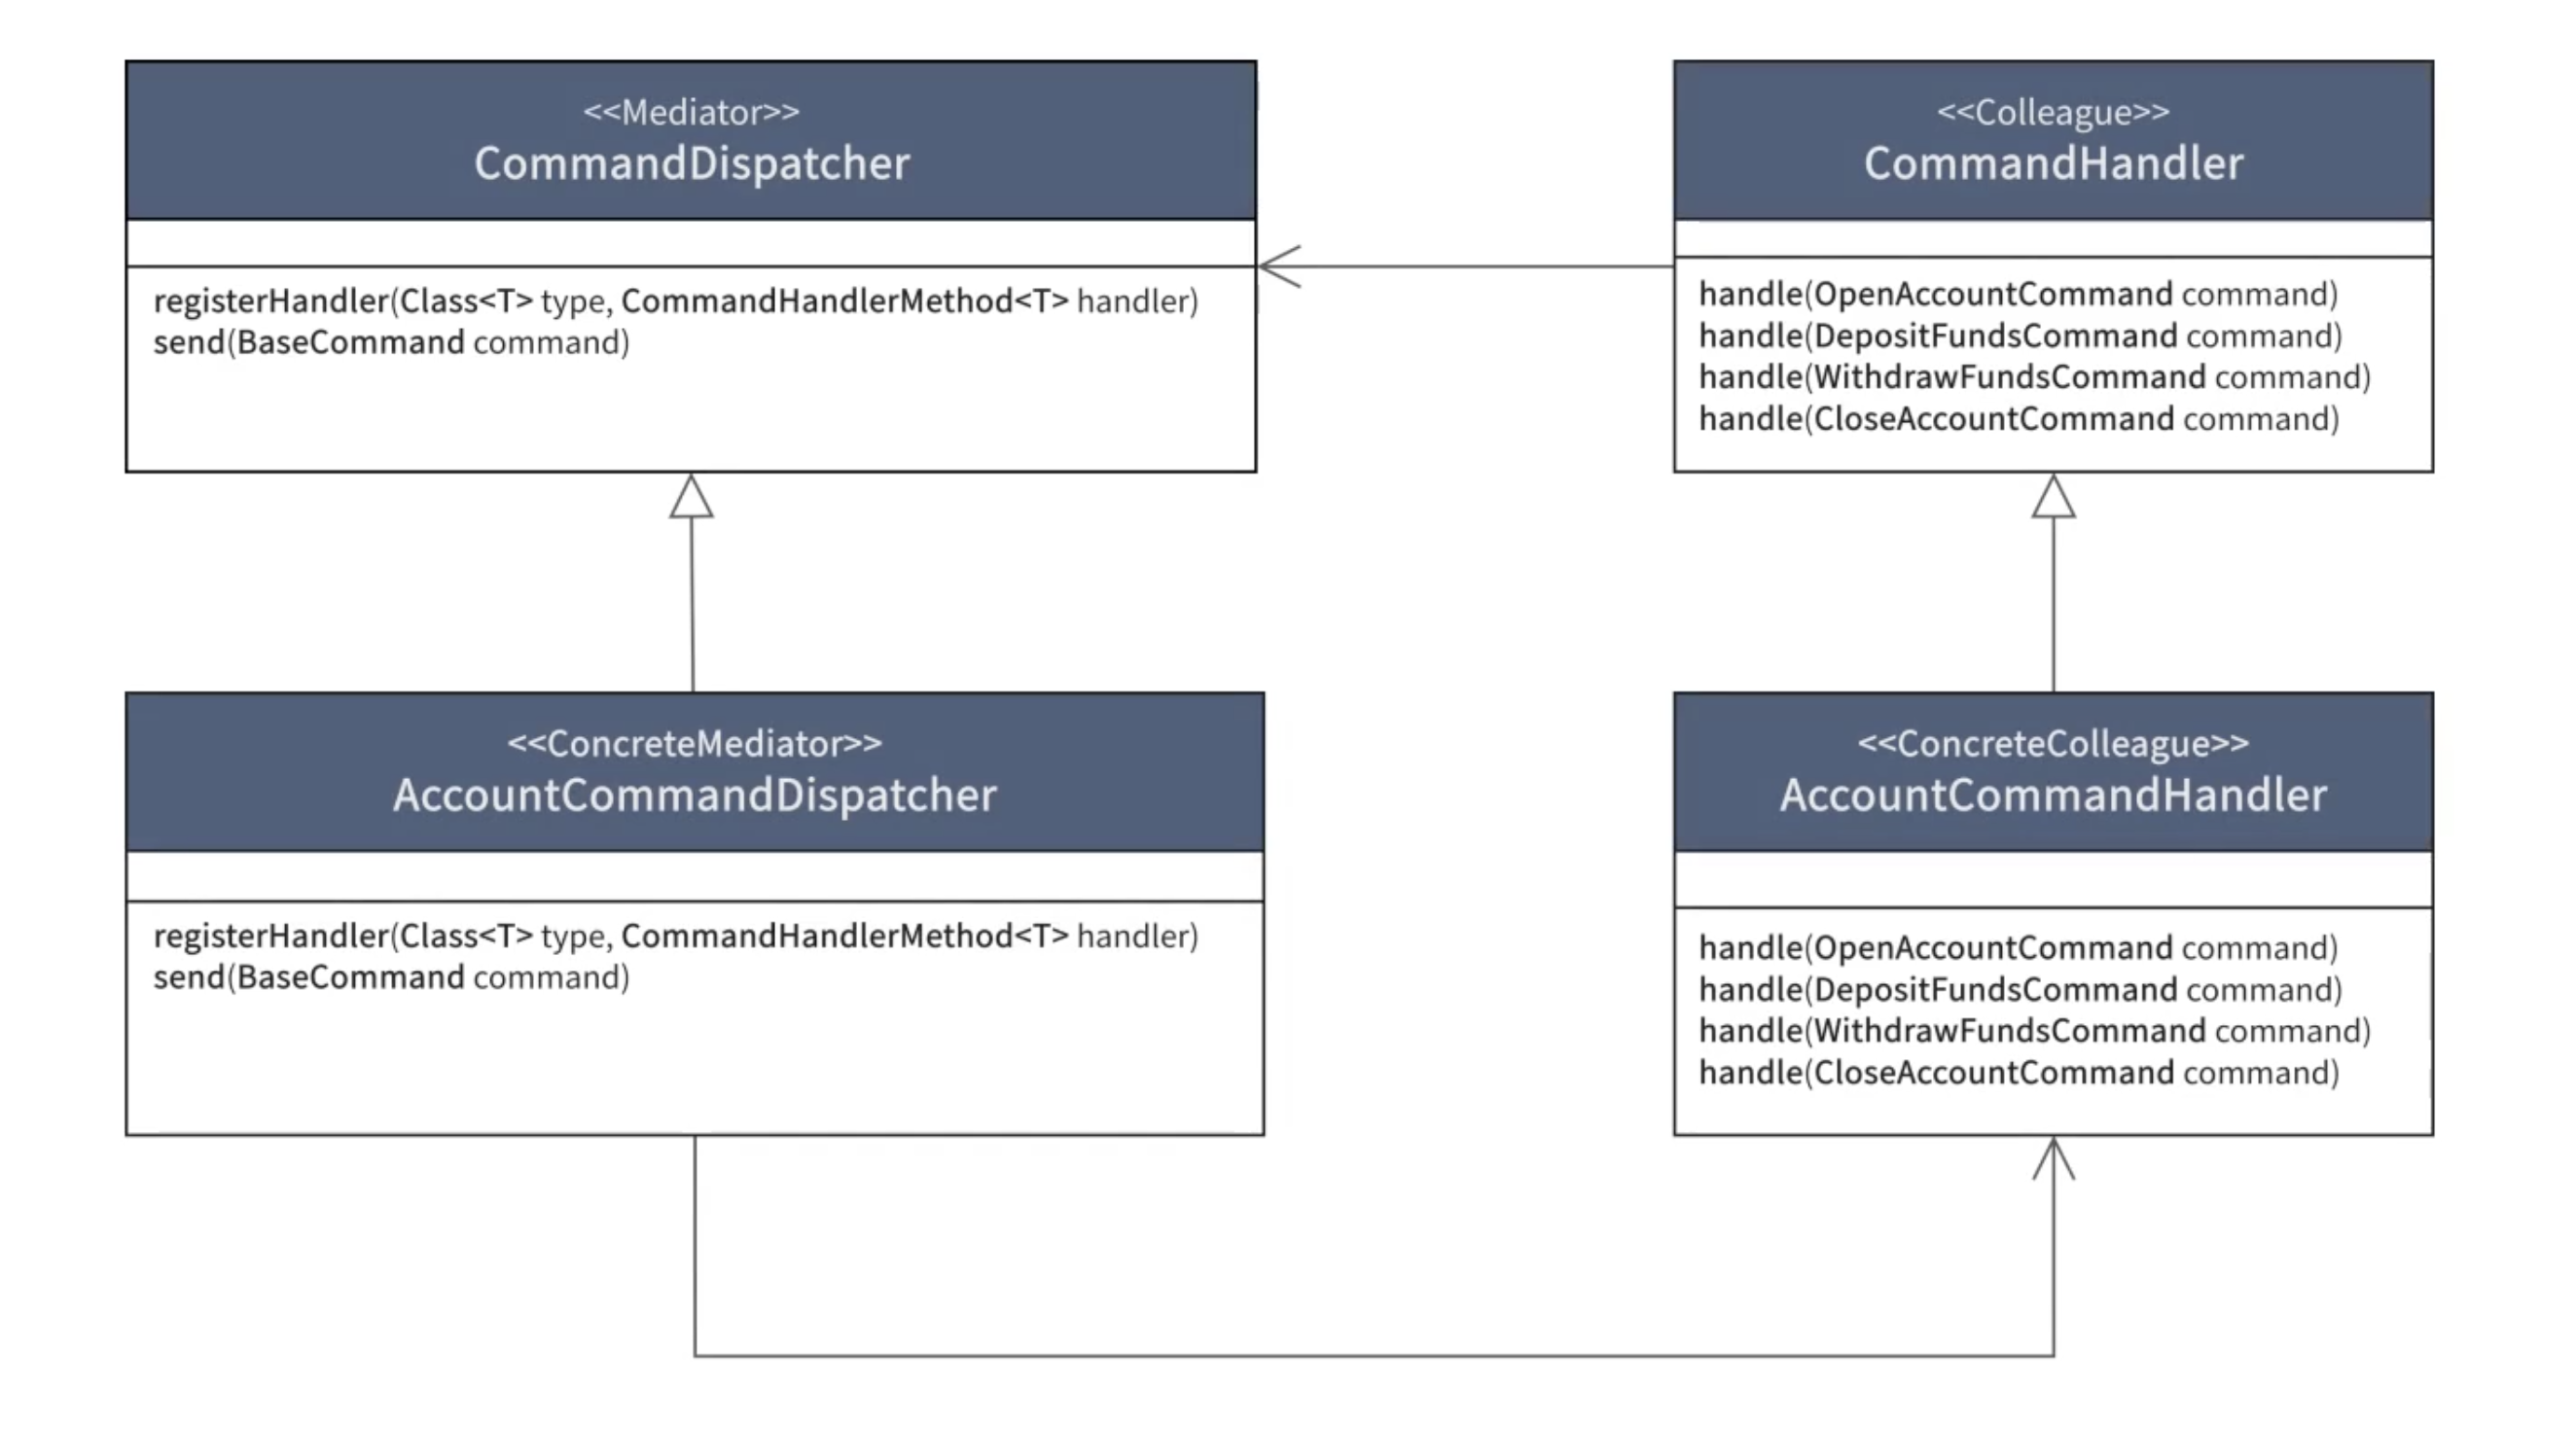 <<Mediator>>
CommandDispatcher
registerHandler(Class<T> type, CommandHandlerMethod<T> handler)
send(BaseCommand command)
<<Colleague>>
CommandHandler
handle(OpenAccountCommand command)
handle(DepositFundsCommand command)
handle(WithdrawFundsCommand command)
handle(CloseAccountCommand command)
<<ConcreteMediator>>
AccountCommandDispatcher
registerHandler(Class<T> type, CommandHandlerMethod<T> handler)
send(BaseCommand command)
<<ConcreteColleague>>
AccountCommandHandler
handle(OpenAccountCommand command)
handle(DepositFundsCommand command)
handle(WithdrawFundsCommand command)
handle(CloseAccountCommand command)